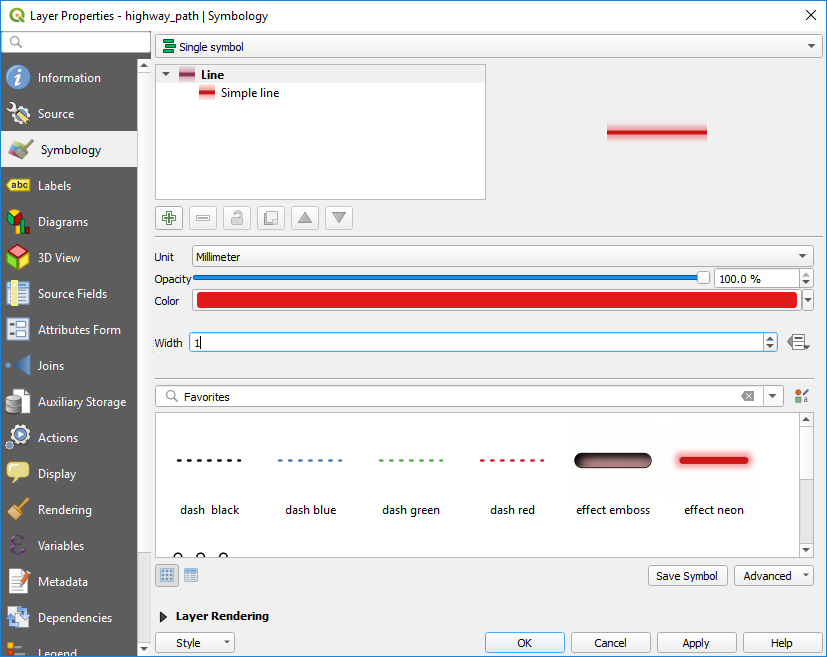 Layer Properties - highway_path | Symbology
Single symbol
Information
Source
Symbology
abc Labels
Diagrams
3D View
Source Fields
Attributes Form
Joins
Auxiliary Storage
Actions
Display
Rendering
Variables
Metadata
Dependencies
Legend
Line
Simple line
Unit Millimeter
Opacity 100.0 %
Color
Width 1
Favorites
dash  black
dash blue
dash green
dash red
effect emboss
effect neon
Save Symbol
Advanced
Layer Rendering
Style
OK
Cancel
Apply
Help